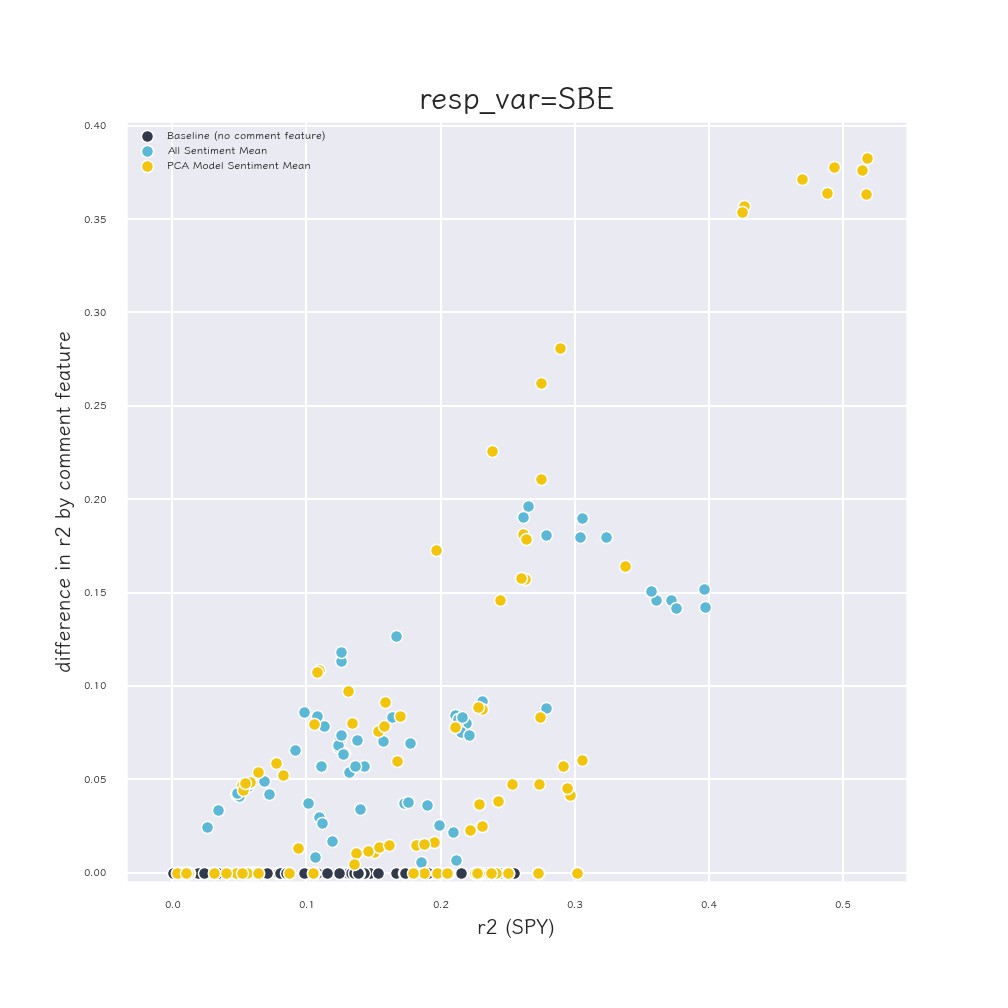 resp_var=SBE
Baseline (no comment feature)
All Sentiment Mean
PCA Model Sentiment Mean
difference in r2 by comment feature
0.40
0.35
0.30
0.25
0.20
0.15
0.10
0.05
0.00
0.0 0.1 0.2 0.3 0.4 0.5
r2 (SPY)